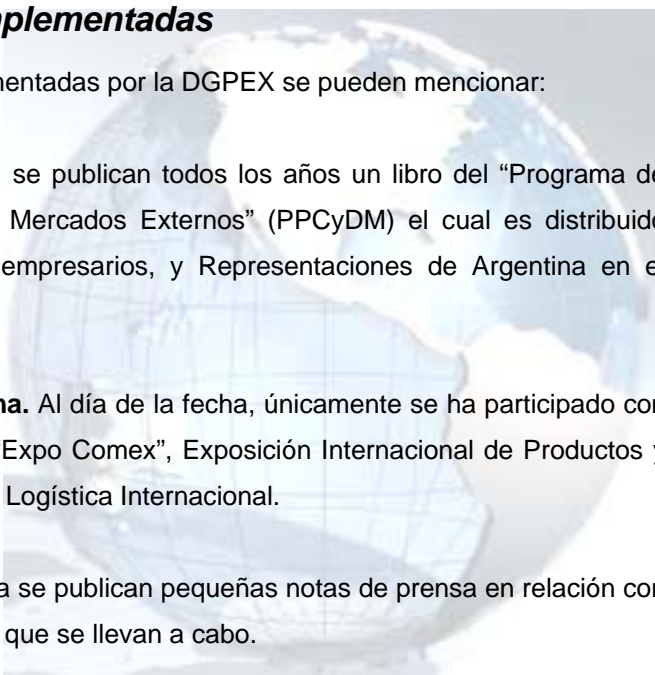 plementadas
nentadas por la DGPEX se pueden mencionar:
se publican todos los años un libro del “Programa de
Mercados Externos” (PPCyDM) el cual es distribuido
empresarios, y Representaciones de Argentina en e
na. Al día de la fecha, únicamente se ha participado con
“Expo Comex”, Exposición Internacional de Productos y
Logística Internacional.
a se publican pequeñas notas de prensa en relación con
que se llevan a cabo.